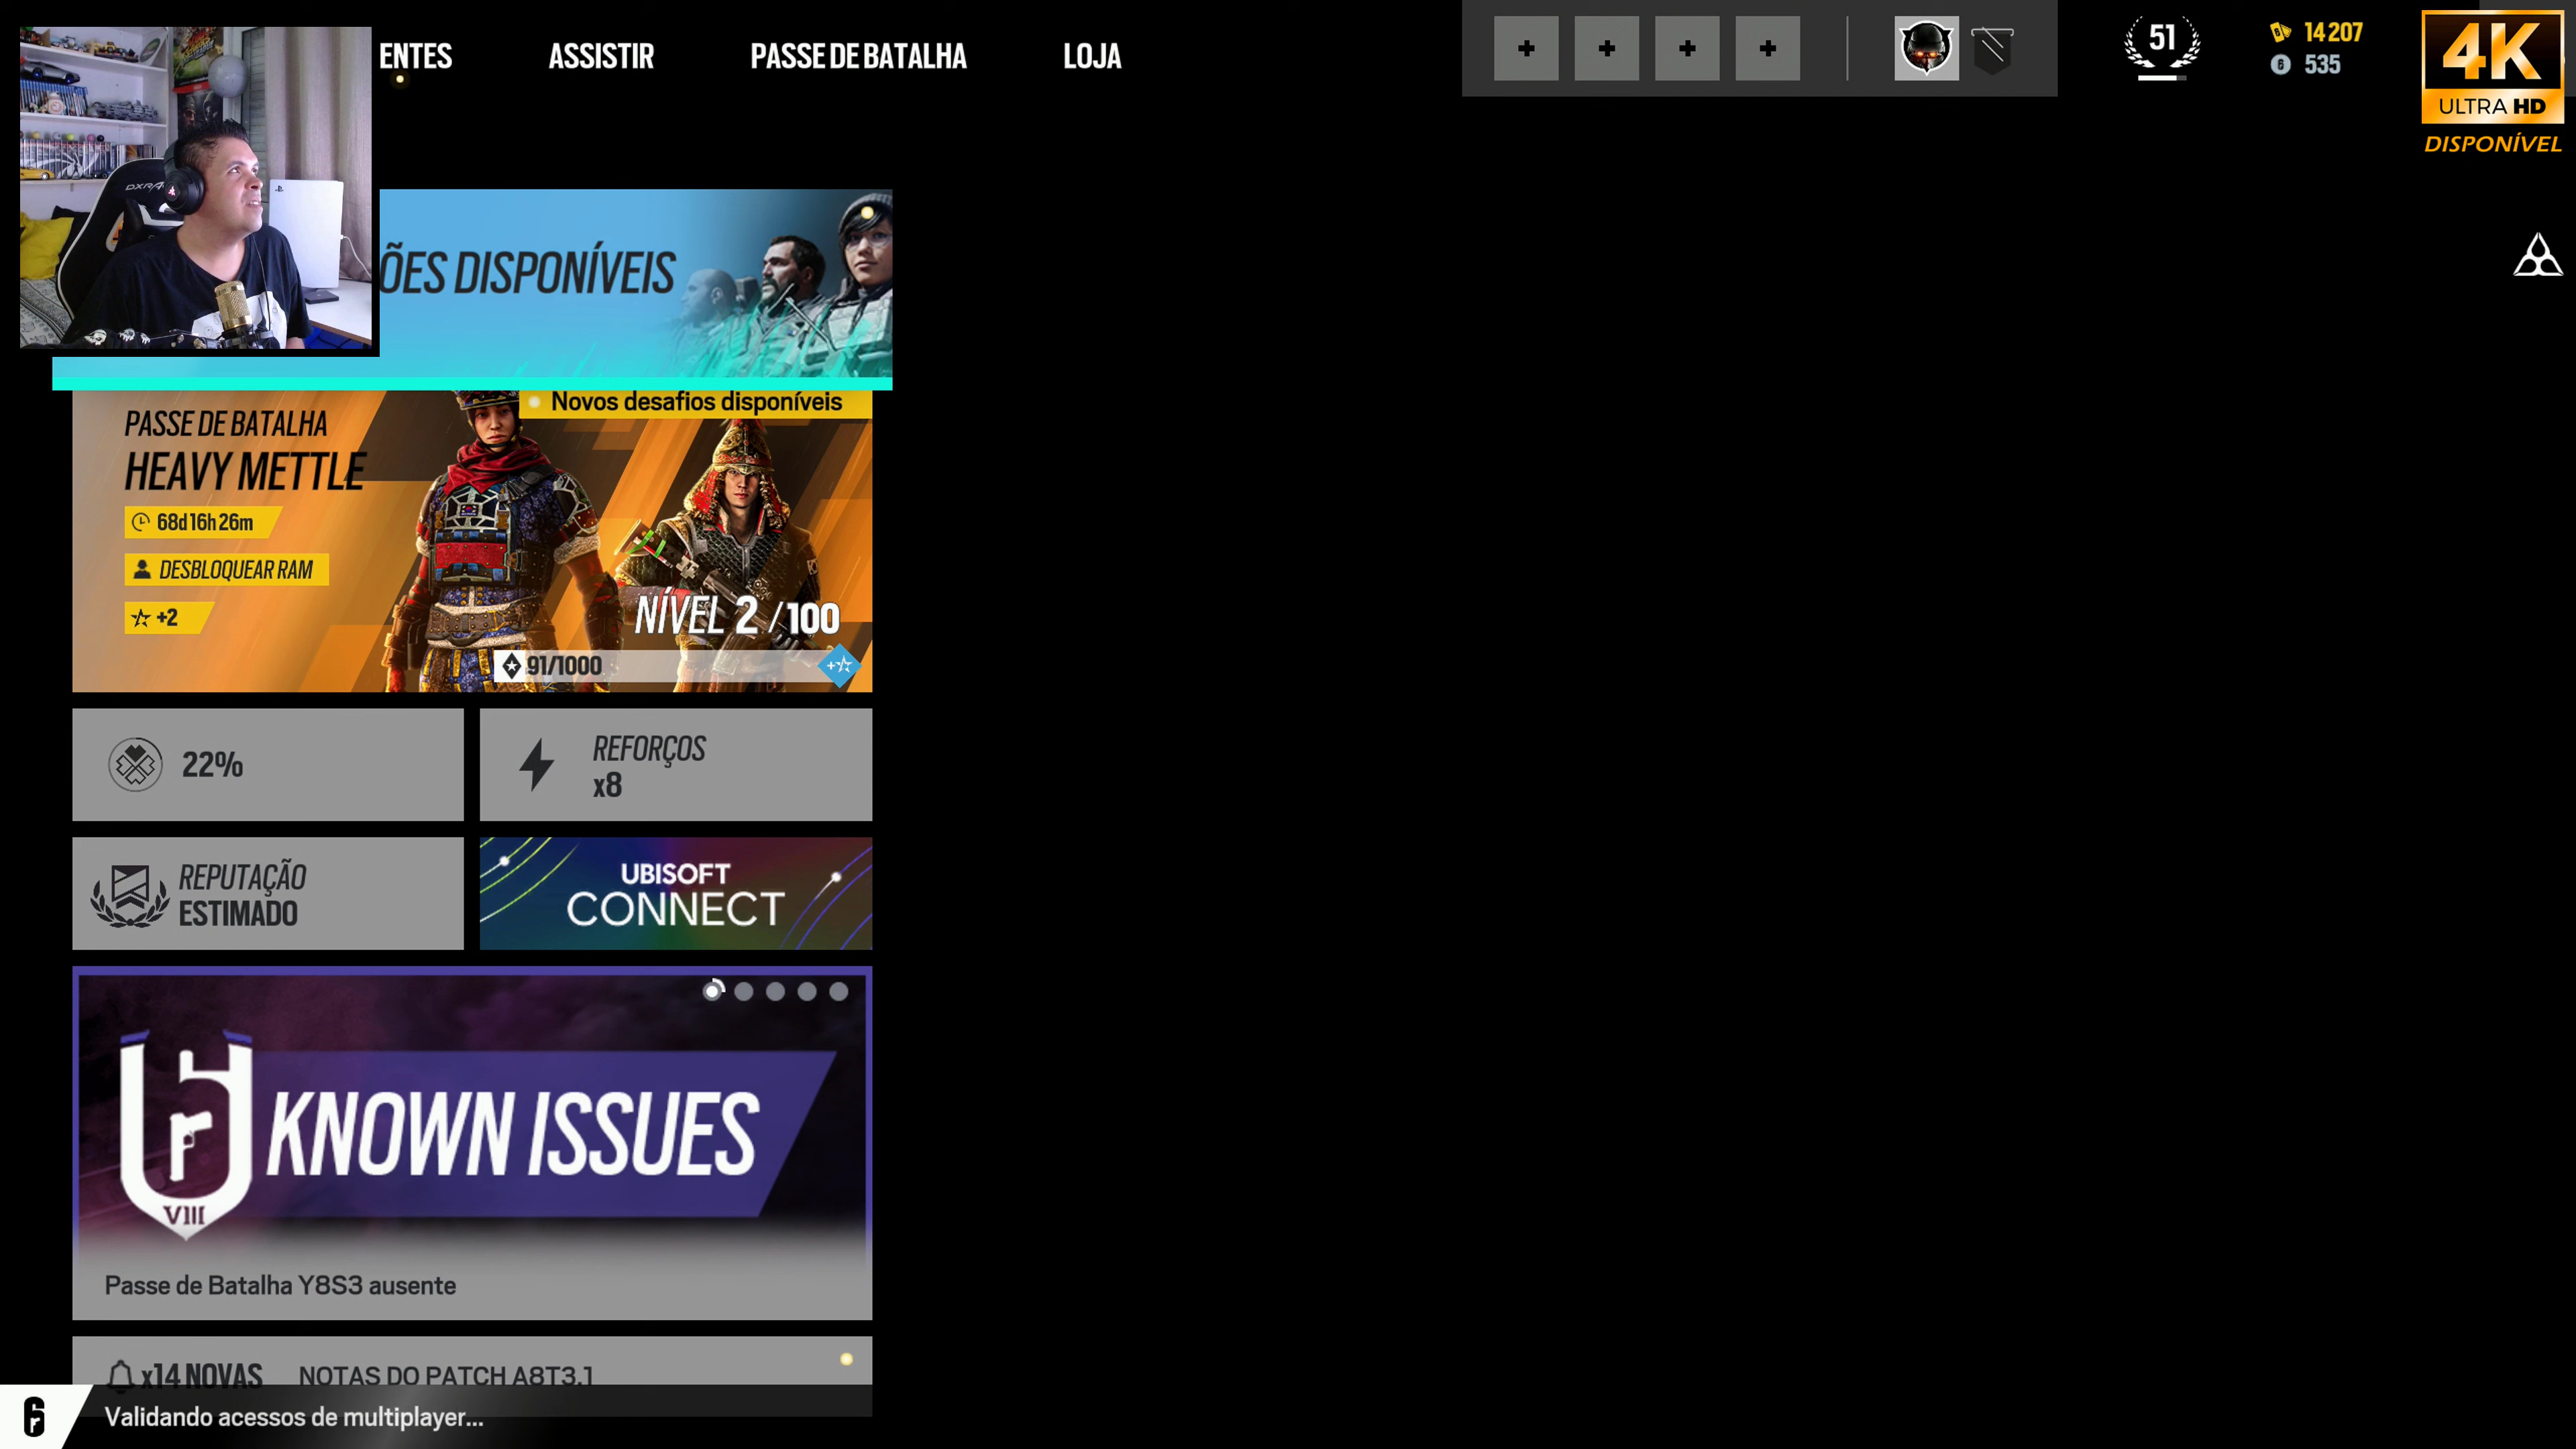 ENTES
ASSISTIR
PASSE DE BATALHA
LOJA
51
14 207
535
4K
ULTRA HD
DISPONÍVEL
ÕES DISPONÍVEIS
Novos desafios disponíveis
PASSE DE BATALHA
HEAVY METTLE
68d 16h 26m
DESBLOQUEAR RAM
+2
NÍVEL 2 /100
91/1000
22%
REFORÇOS
x8
REPUTAÇÃO
ESTIMADO
UBISOFT
CONNECT
KNOWN ISSUES
VIII
Passe de Batalha Y8S3 ausente
x14 NOVAS NOTAS DO PATCH A8T3.1
Validando acessos de multiplayer...